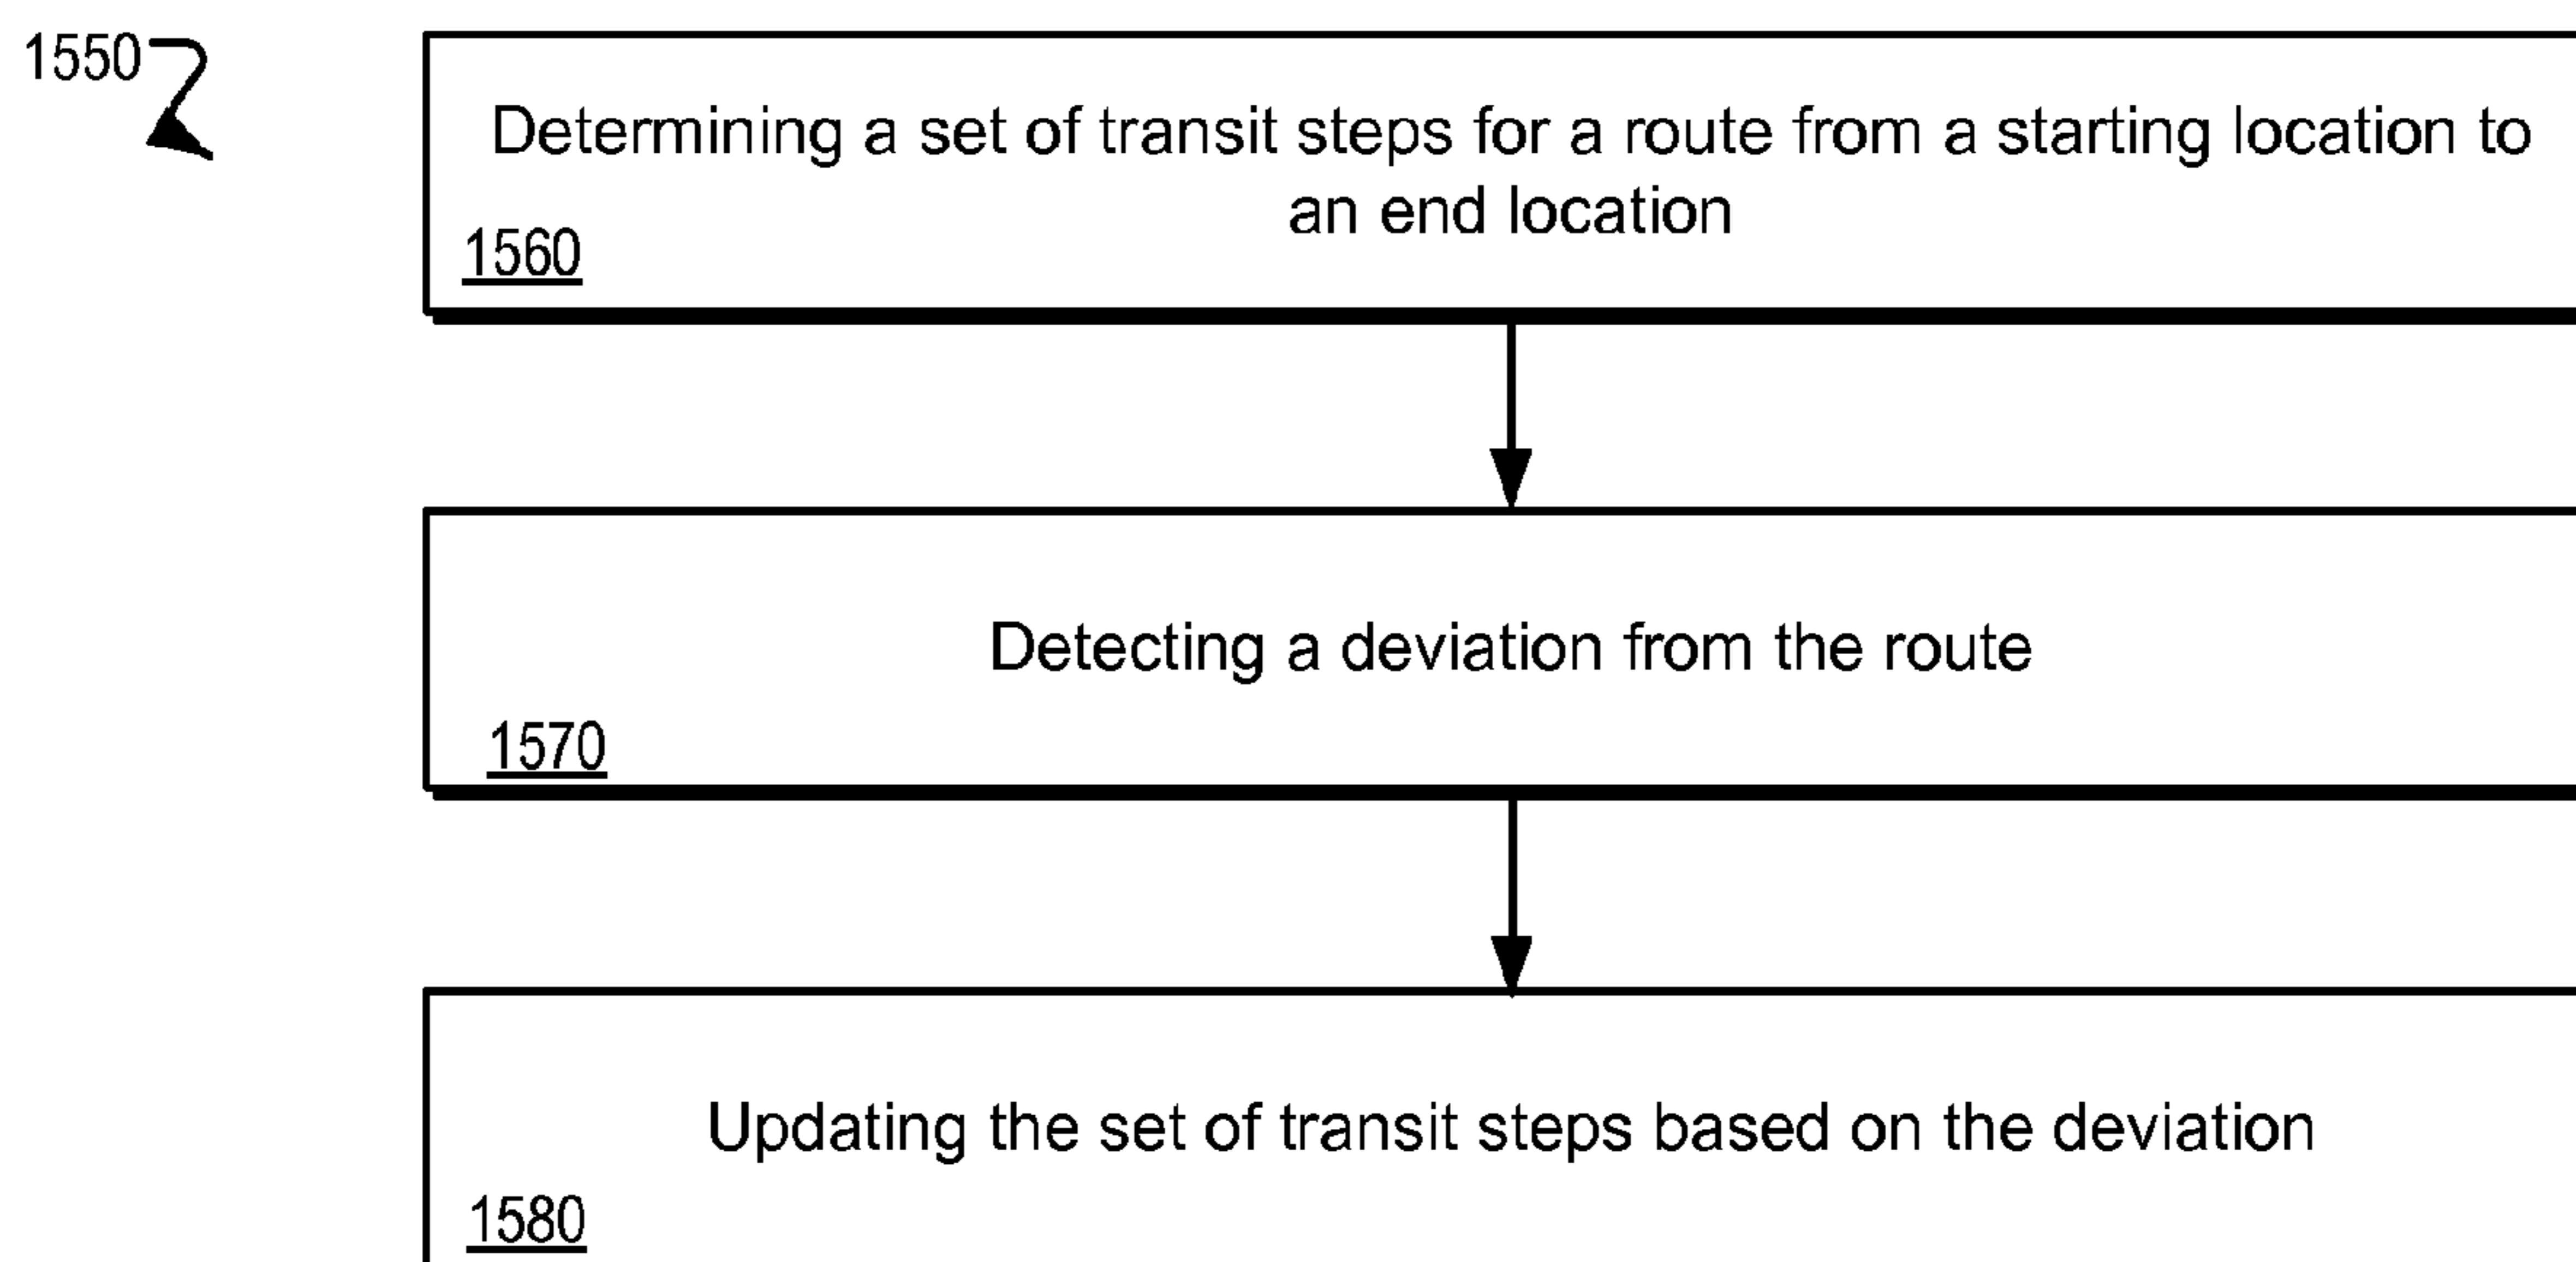 1550
Determining a set of transit steps for a route from a starting location to
an end location
1560
Detecting a deviation from the route
1570
Updating the set of transit steps based on the deviation
1580